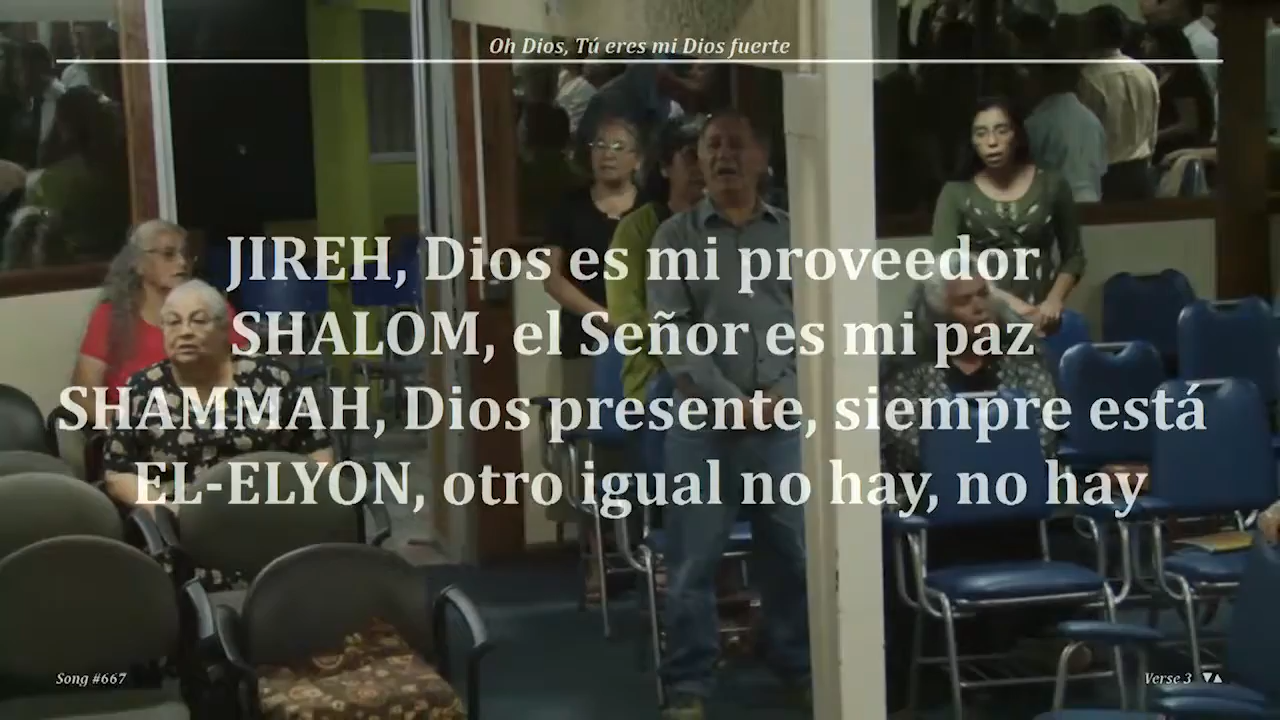 Oh Dios, Tú eres mi Dios fuerte
JIREH, Dios es mi proveedor
SHALOM, el Señor es mi paz
SHAMMAH, Dios presente, siempre está
EL-ELYON, otro igual no hay, no hay
Song #667
Verse 3 ▼▲